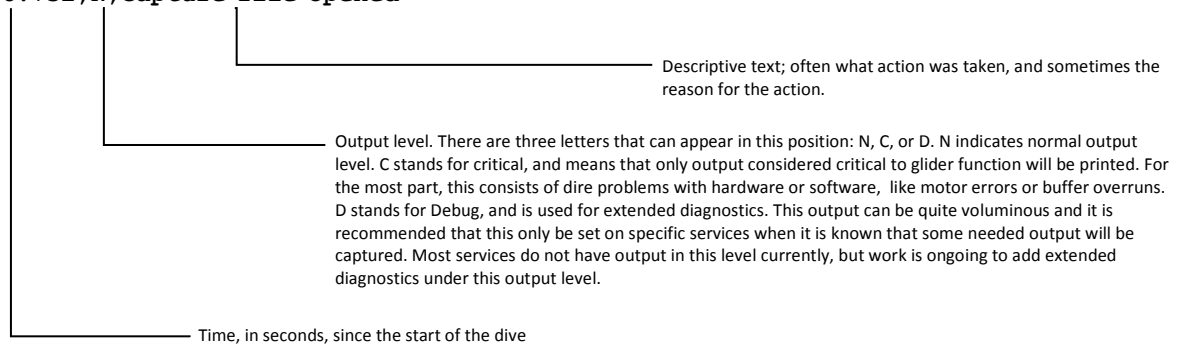 Descriptive text; often what action was taken, and sometimes the
reason for the action.
Output level. There are three letters that can appear in this position: N, C, or D. N indicates normal output
level. C stands for critical, and means that only output considered critical to glider function will be printed. For
the most part, this consists of dire problems with hardware or software, like motor errors or buffer overruns.
D stands for Debug, and is used for extended diagnostics. This output can be quite voluminous and it is
recommended that this only be set on specific services when it is known that some needed output will be
captured. Most services do not have output in this level currently, but work is ongoing to add extended
diagnostics under this output level.
Time, in seconds, since the start of the dive